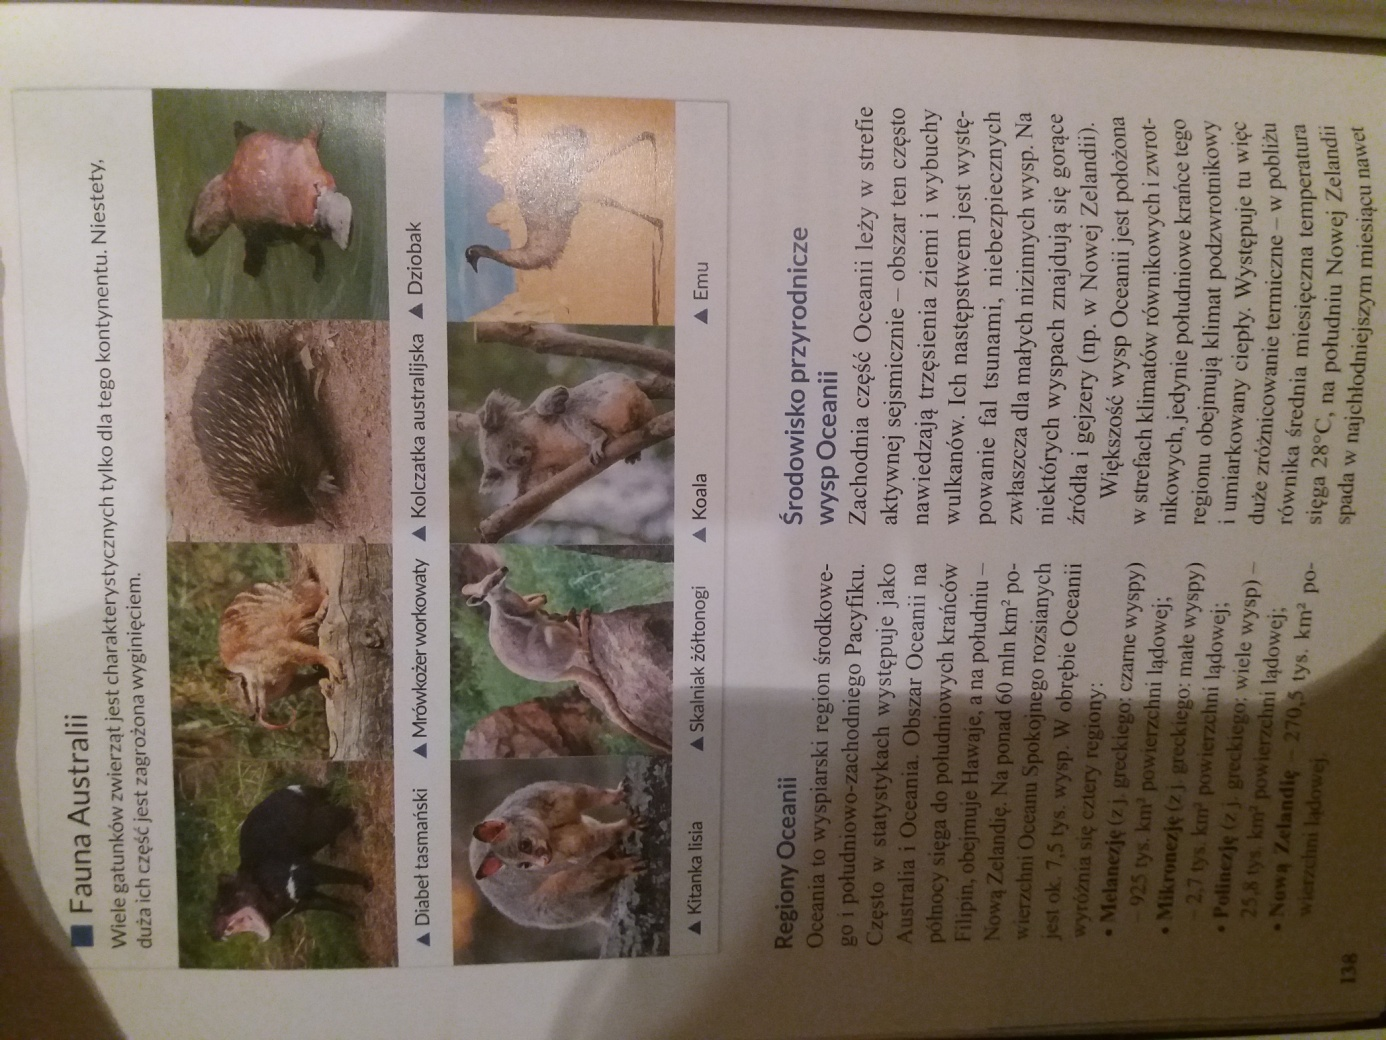 Fauna Australii
Wiele gatunków zwierząt jest charakterystycznych tylko dla tego kontynentu. Niestety,
duża ich część jest zagrożona wyginięciem.
▲ Diabeł tasmański ▲ Mrówkożer workowaty ▲ Kolczatka australijska ▲ Dziobak
▲ Kitanka lisia ▲ Skalniak żółtonogi ▲ Koala ▲ Emu
Regiony Oceanii
Oceania to wyspiarski region środkowe-
go i południowo-zachodniego Pacyfiku.
Często w statystykach występuje jako
Australia i Oceania. Obszar Oceanii na
północy sięga do południowych krańców
Filipin, obejmuje Hawaje, a na południu –
Nową Zelandię. Na ponad 60 mln km² po-
wierzchni Oceanu Spokojnego rozsianych
jest ok. 7,5 tys. wysp. W obrębie Oceanii
wyróżnia się cztery regiony:
• Melanezję (z j. greckiego: czarne wyspy)
– 925 tys. km² powierzchni lądowej;
• Mikronezję (z j. greckiego: małe wyspy)
– 2,7 tys. km² powierzchni lądowej;
• Polinezję (z j. greckiego: wiele wysp) –
25,8 tys. km² powierzchni lądowej;
• Nową Zelandię – 270,5 tys. km² po-
wierzchni lądowej
Środowisko przyrodnicze
wysp Oceanii
Zachodnia część Oceanii leży w strefie
aktywnej sejsmicznie – obszar ten często
nawiedzają trzęsienia ziemi i wybuchy
wulkanów. Ich następstwem jest wystę-
powanie fal tsunami, niebezpiecznych
zwłaszcza dla małych nizinnych wysp. Na
niektórych wyspach znajdują się gorące
źródła i gejzery (np. w Nowej Zelandii).
Większość wysp Oceanii jest położona
w strefach klimatów równikowych i zwrot-
nikowych, jedynie południowe krańce tego
regionu obejmują klimat podzwrotnikowy
i umiarkowany ciepły. Występuje tu więc
duże zróżnicowanie termiczne – w pobliżu
równika średnia miesięczna temperatura
sięga 28°C, na południu Nowej Zelandii
spada w najchłodniejszym miesiącu nawet
138